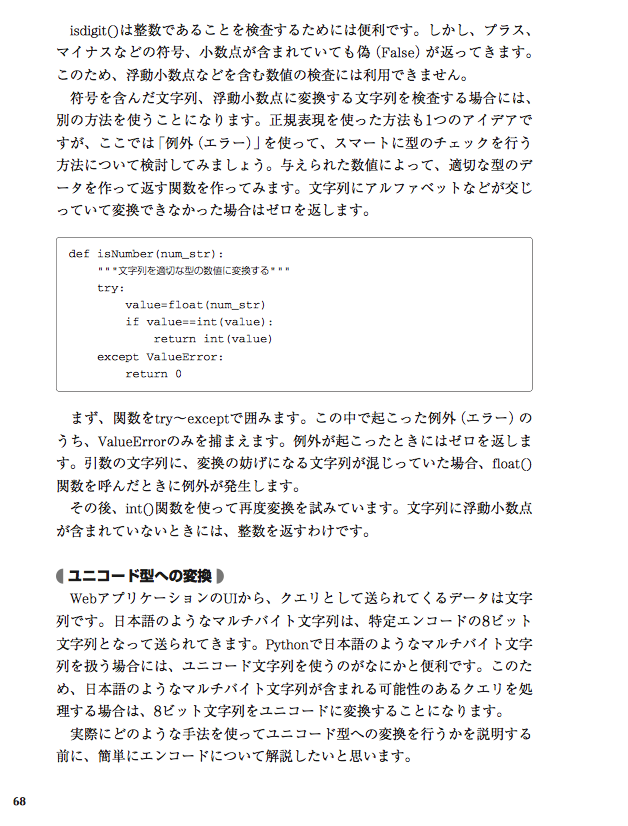 isdigit()は整数であることを検査するためには便利です。しかし、プラス、
マイナスなどの符号、小数点が含まれていても偽（False）が返ってきます。
このため、浮動小数点などを含む数値の検査には利用できません。
符号を含んだ文字列、浮動小数点に変換する文字列を検査する場合には、
別の方法を使うことになります。正規表現を使った方法も1つのアイデアで
すが、ここでは「例外（エラー）」を使って、スマートに型のチェックを行う
方法について検討してみましょう。与えられた数値によって、適切な型のデ
ータを作って返す関数を作ってみます。文字列にアルファベットなどが交じ
っていて変換できなかった場合はゼロを返します。
def isNumber(num_str):
    """文字列を適切な型の数値に変換する"""
    try:
        value=float(num_str)
        if value==int(value):
            return int(value)
    except ValueError:
        return 0
まず、関数をtry〜exceptで囲みます。この中で起こった例外（エラー）の
うち、ValueErrorのみを捕まえます。例外が起こったときにはゼロを返しま
す。引数の文字列に、変換の妨げになる文字列が混じっていた場合、float()
関数を呼んだときに例外が発生します。
その後、int()関数を使って再度変換を試みています。文字列に浮動小数点
が含まれていないときには、整数を返すわけです。
ユニコード型への変換
WebアプリケーションのUIから、クエリとして送られてくるデータは文字
列です。日本語のようなマルチバイト文字列は、特定エンコードの8ビット
文字列となって送られてきます。Pythonで日本語のようなマルチバイト文字
列を扱う場合には、ユニコード文字列を使うのがなにかと便利です。このた
め、日本語のようなマルチバイト文字列が含まれる可能性のあるクエリを処
理する場合は、8ビット文字列をユニコードに変換することになります。
実際にどのような手法を使ってユニコード型への変換を行うかを説明する
前に、簡単にエンコードについて解説したいと思います。
68